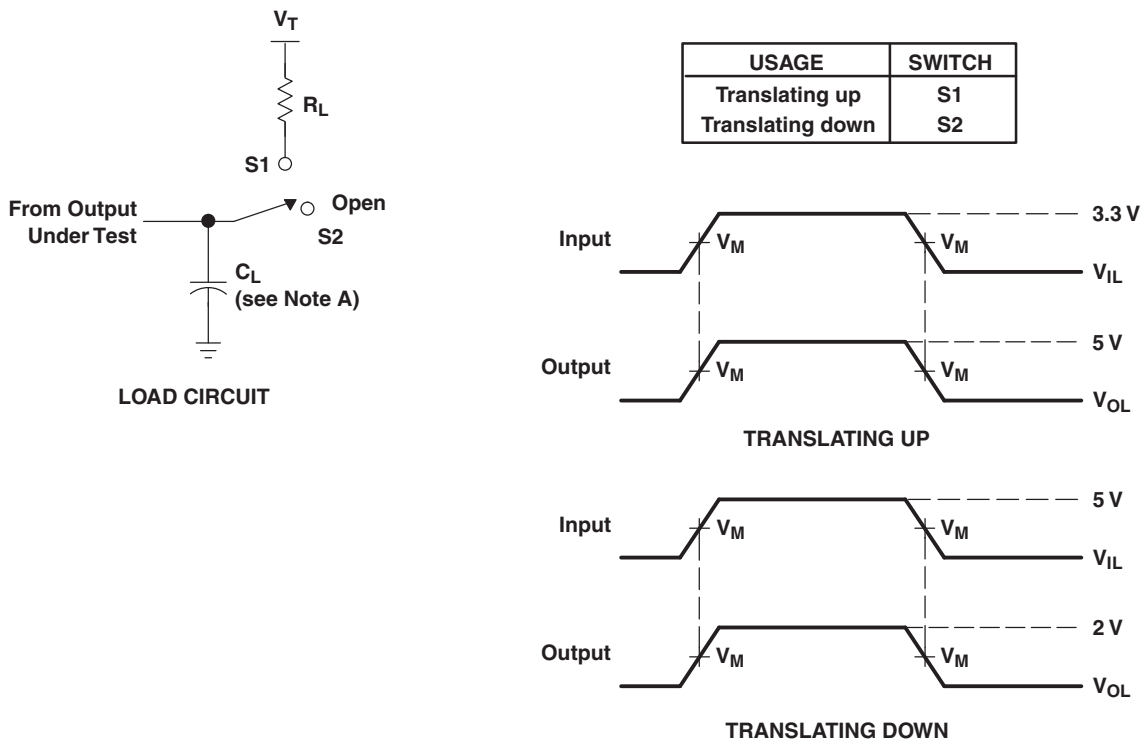 V_T
R_L
S1
From Output
Under Test
Open
S2
C_L
(see Note A)
LOAD CIRCUIT
USAGE SWITCH
Translating up S1
Translating down S2
3.3 V
Input V_M V_M
V_IL
5 V
Output V_M V_M
V_OL
TRANSLATING UP
5 V
Input V_M V_M
V_IL
2 V
Output V_M V_M
V_OL
TRANSLATING DOWN